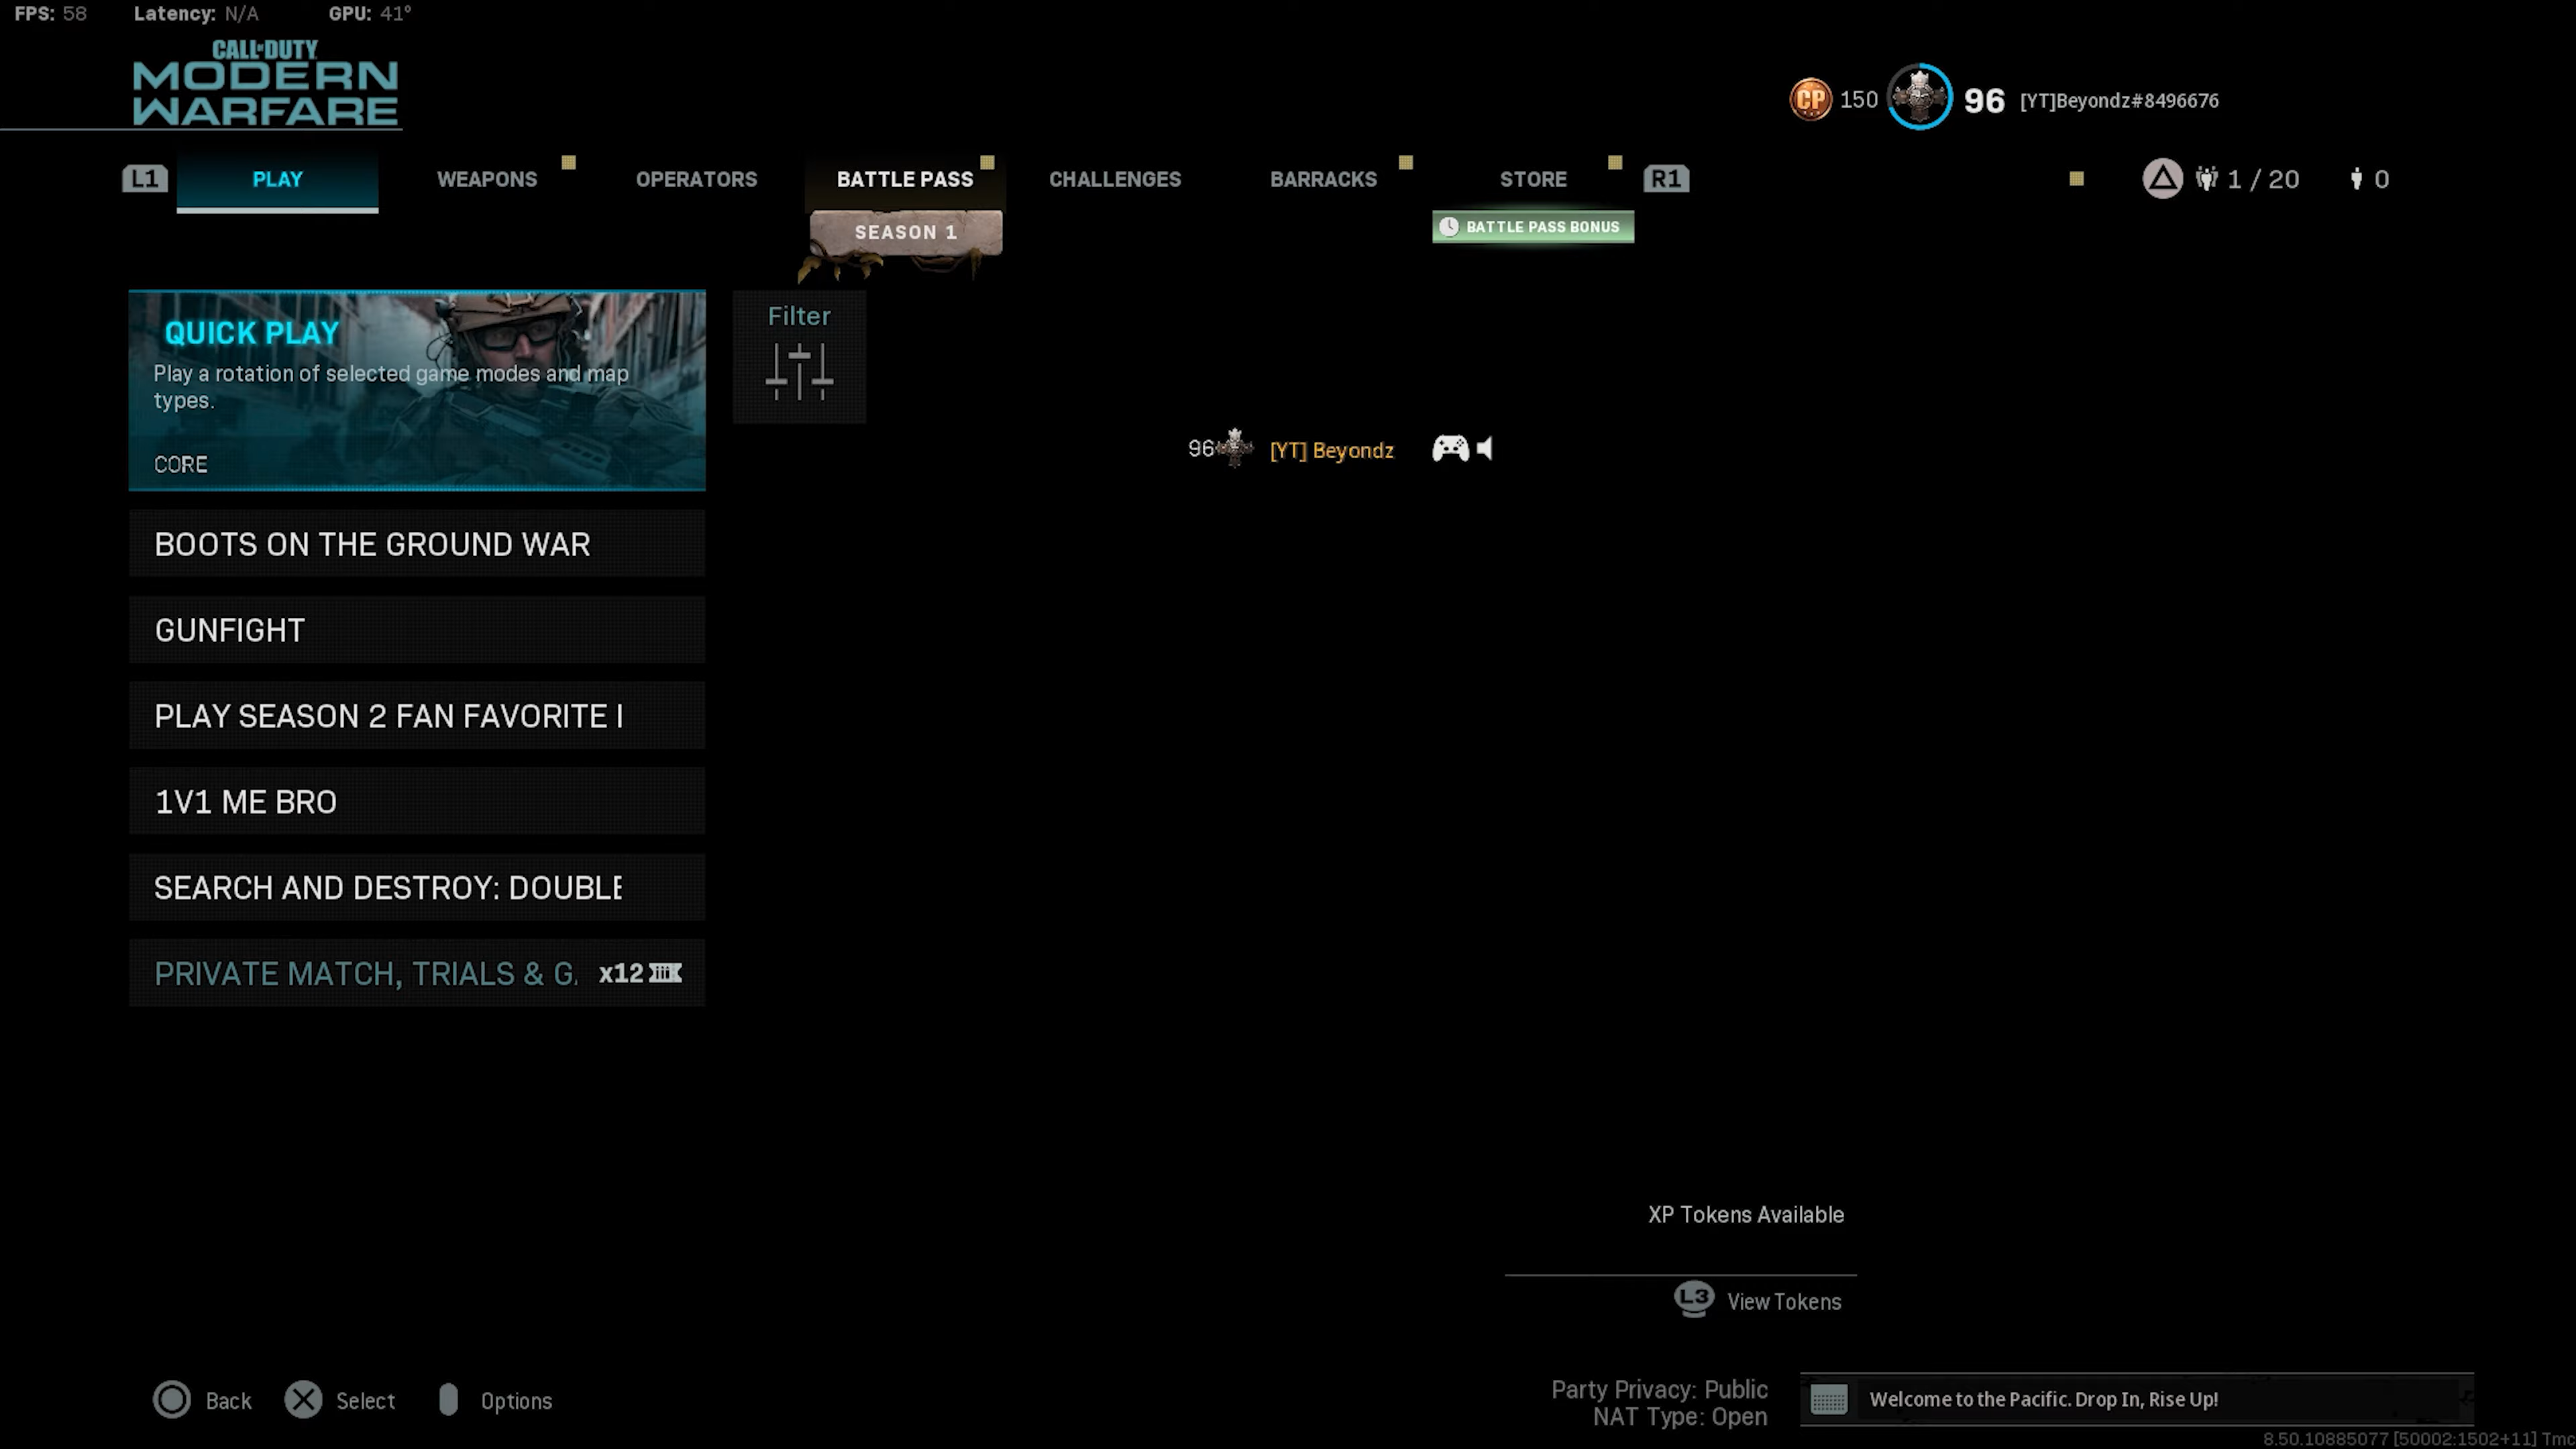 FPS: 58 Latency: N/A GPU: 41°
CALL OF DUTY
MODERN
WARFARE
CP 150 96 [YT]Beyondz#8496676
L1 PLAY WEAPONS OPERATORS BATTLE PASS CHALLENGES BARRACKS STORE R1 1 / 20 0
SEASON 1
BATTLE PASS BONUS
QUICK PLAY
Play a rotation of selected game modes and map
types.
CORE
Filter
96 [YT] Beyondz
BOOTS ON THE GROUND WAR
GUNFIGHT
PLAY SEASON 2 FAN FAVORITE
1V1 ME BRO
SEARCH AND DESTROY: DOUBLE
PRIVATE MATCH, TRIALS & G. x12
XP Tokens Available
L3 View Tokens
Back Select Options
Party Privacy: Public
NAT Type: Open
Welcome to the Pacific. Drop In, Rise Up!
8.50.10885077 [50002:1502+11] Tmc